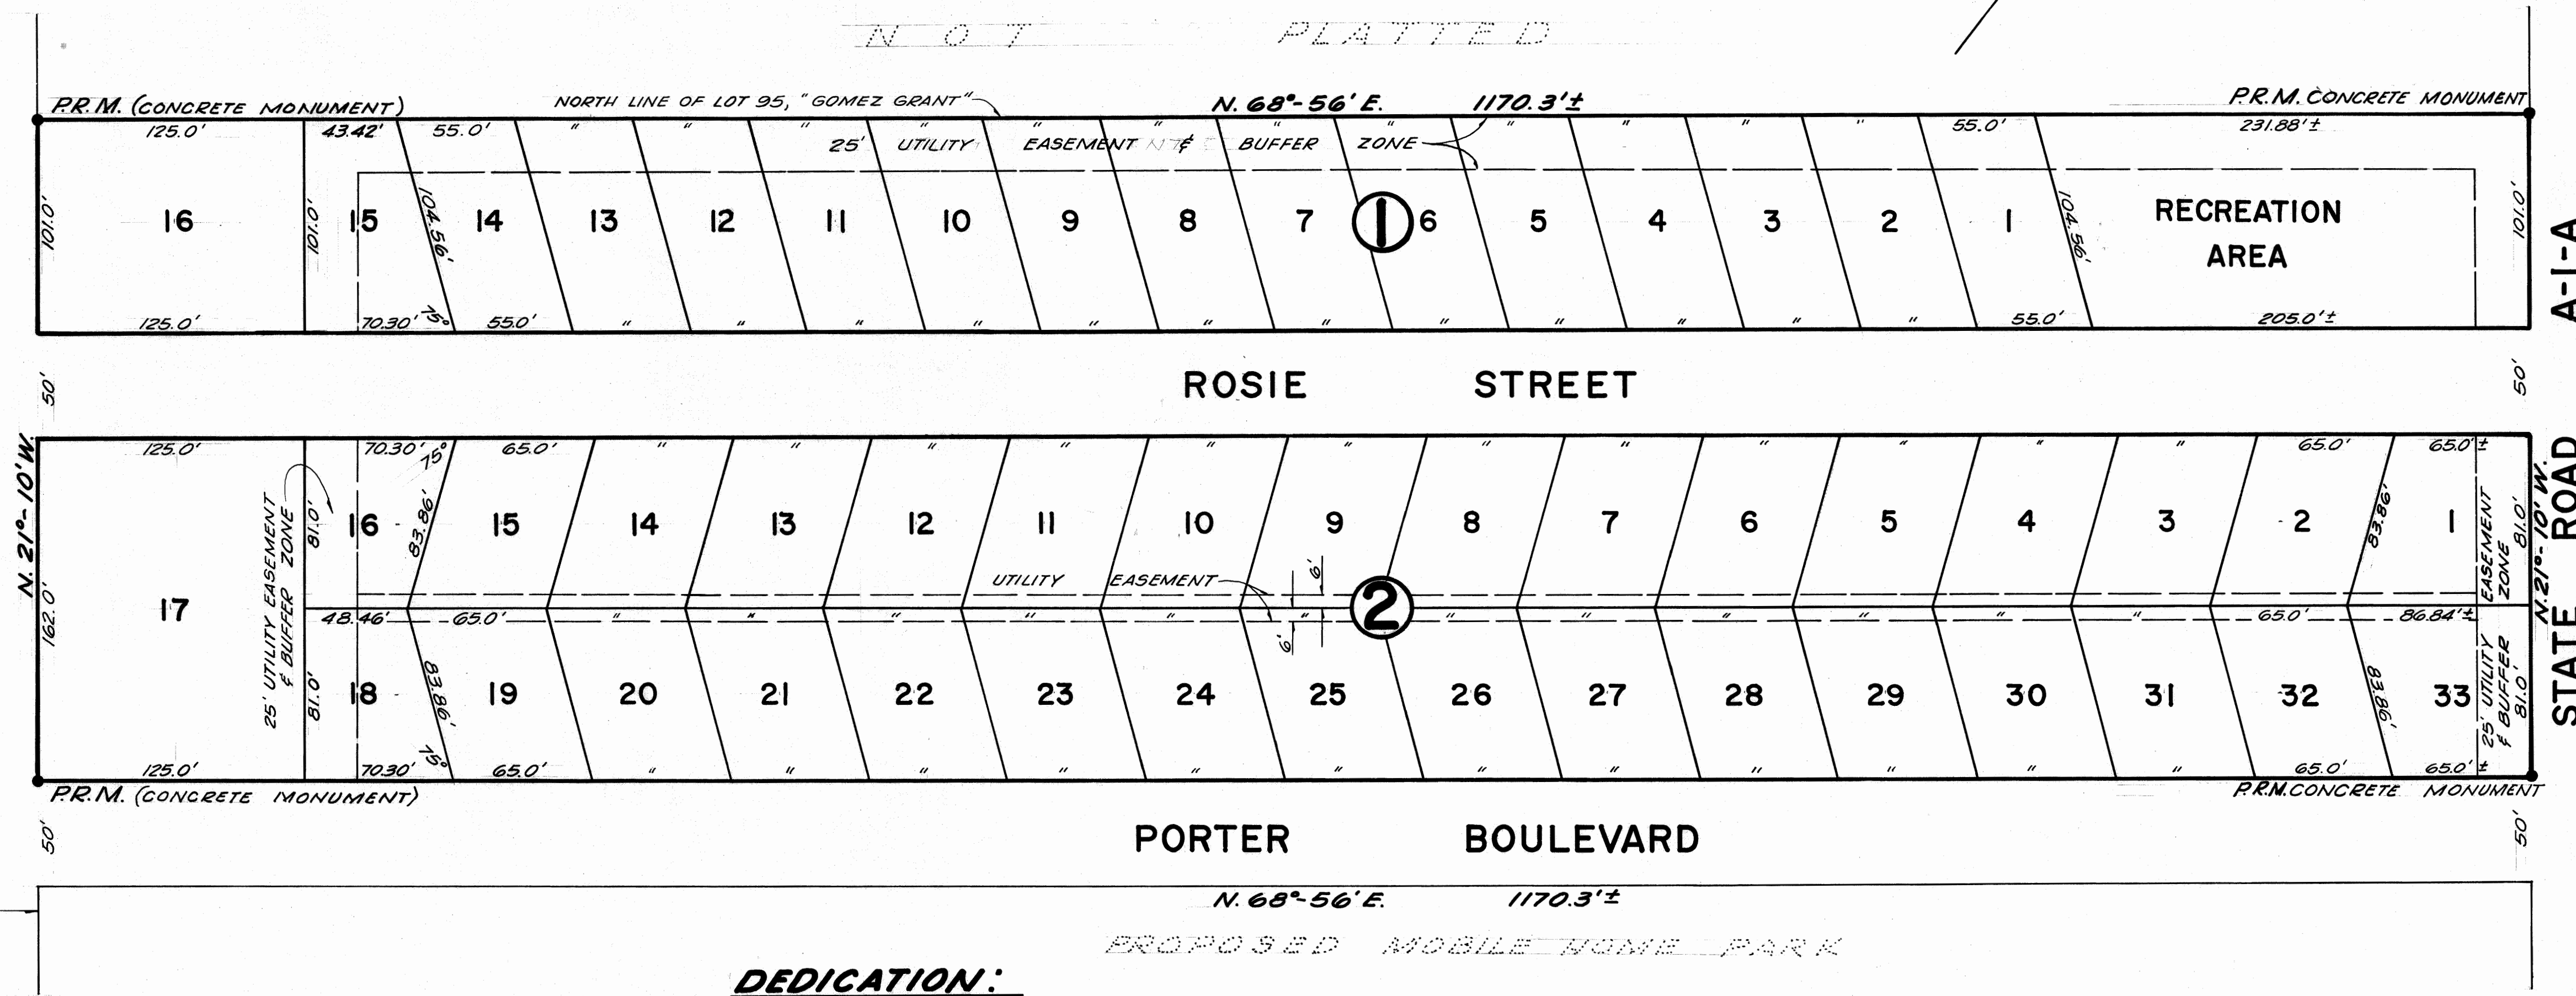 NOT PLATTED
P.R.M. (CONCRETE MONUMENT)
NORTH LINE OF LOT 95, "GOMEZ GRANT"
N. 68°-56' E. 1170.3'±
P.R.M. CONCRETE MONUMENT
125.0' 43.42' 55.0' " " " " " " " " " " " " 55.0' 231.88'±
25' UTILITY EASEMENT & BUFFER ZONE
101.0' 101.0' 104.56' 104.56' 101.0'
16 15 14 13 12 11 10 9 8 7 1 6 5 4 3 2 1
RECREATION
AREA
125.0' 70.30' 75° 55.0' " " " " " " " " " " " " 55.0' 205.0'±
A-1-A
50' ROSIE STREET 50'
N. 21°-10' W.
125.0' 70.30' 75° 65.0' " " " " " " " " " " " " 65.0' 65.0'±
81.0' 83.86' 83.86' 81.0'
16 15 14 13 12 11 10 9 8 7 6 5 4 3 2 1
25' UTILITY EASEMENT
& BUFFER ZONE
UTILITY EASEMENT
6'
162.0'
17
2
48.46' 65.0' " " " " " " " " " " " " 65.0' 86.84'±
6'
81.0' 83.86' 83.86' 81.0'
18 19 20 21 22 23 24 25 26 27 28 29 30 31 32 33
25' UTILITY EASEMENT
& BUFFER ZONE
N. 21°-10' W.
STATE ROAD
125.0' 70.30' 75° 65.0' " " " " " " " " " " " " 65.0' 65.0'±
P.R.M. (CONCRETE MONUMENT)
P.R.M. CONCRETE MONUMENT
50' PORTER BOULEVARD 50'
N. 68°-56' E. 1170.3'±
PROPOSED MOBILE HOME PARK
DEDICATION: